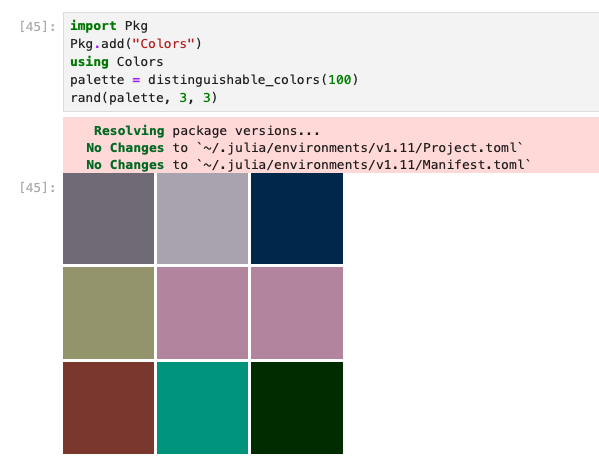 [45]: import Pkg
Pkg.add("Colors")
using Colors
palette = distinguishable_colors(100)
rand(palette, 3, 3)
Resolving package versions...
No Changes to `~/.julia/environments/v1.11/Project.toml`
No Changes to `~/.julia/environments/v1.11/Manifest.toml`
[45]: